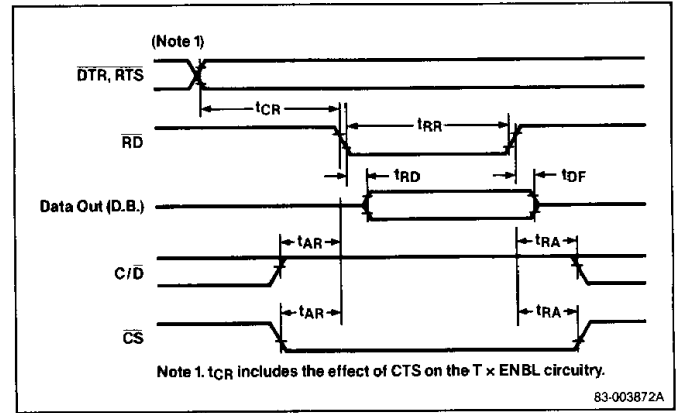 (Note 1)
DTR, RTS
tCR
tRR
RD
tRD
tDF
Data Out (D.B.)
tAR
tRA
C/D
tAR
tRA
CS
Note 1. tCR includes the effect of CTS on the T × ENBL circuitry.
83-003872A